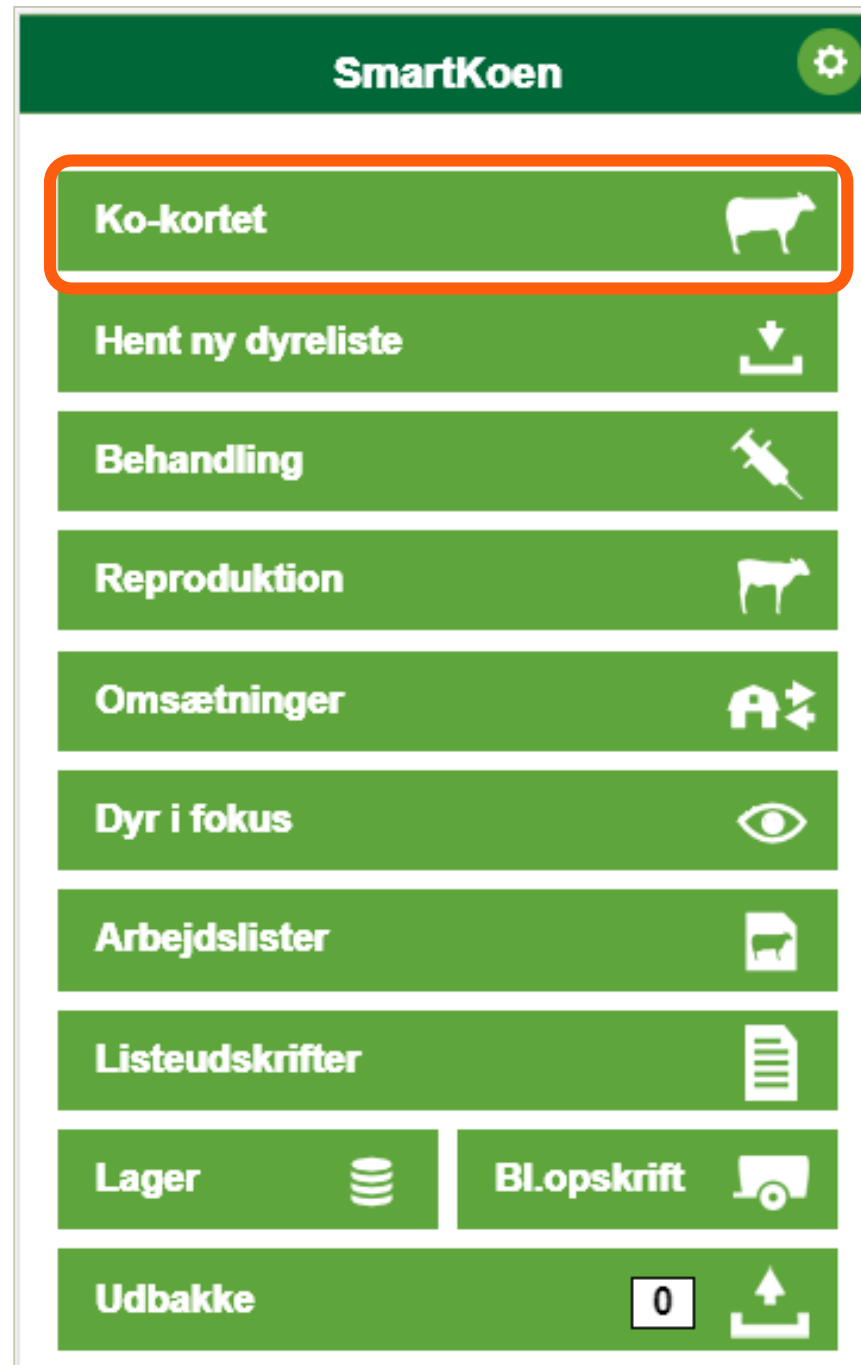 SmartKoen
Ko-kortet
Hent ny dyreliste
Behandling
Reproduktion
Omsætninger
Dyr i fokus
Arbejdslister
Listeudskrifter
Lager
Bl.opskrift
Udbakke 0